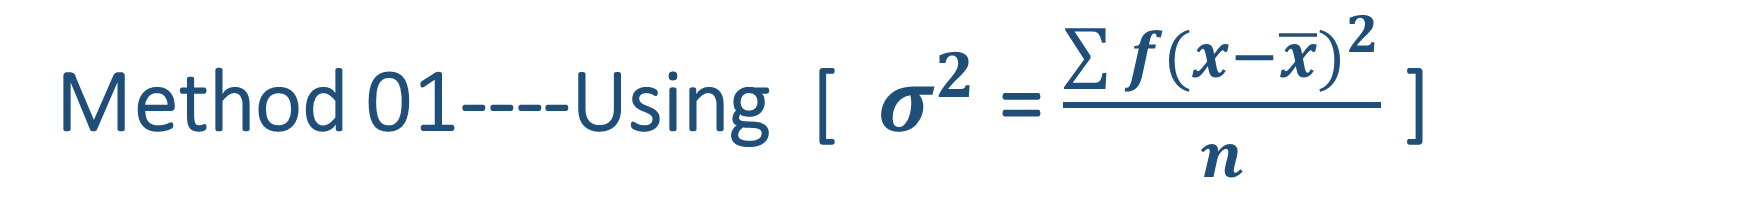 Method 01----Using [ σ² = ∑ f(x−x̅)² / n ]